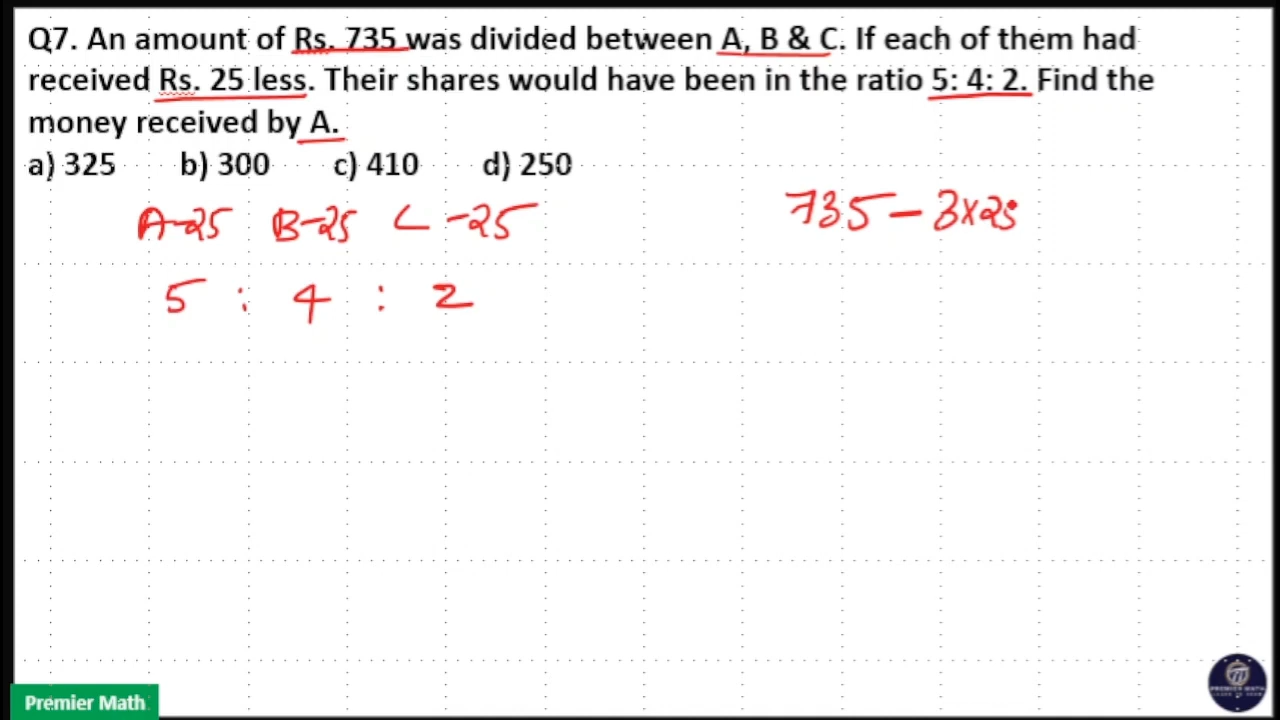 Q7. An amount of Rs. 735 was divided between A, B & C. If each of them had
received Rs. 25 less. Their shares would have been in the ratio 5: 4: 2. Find the
money received by A.
a) 325 b) 300 c) 410 d) 250
A-25 B-25 C-25 735-3×25
5 : 4 : 2
PREMIER MATH
Premier Math